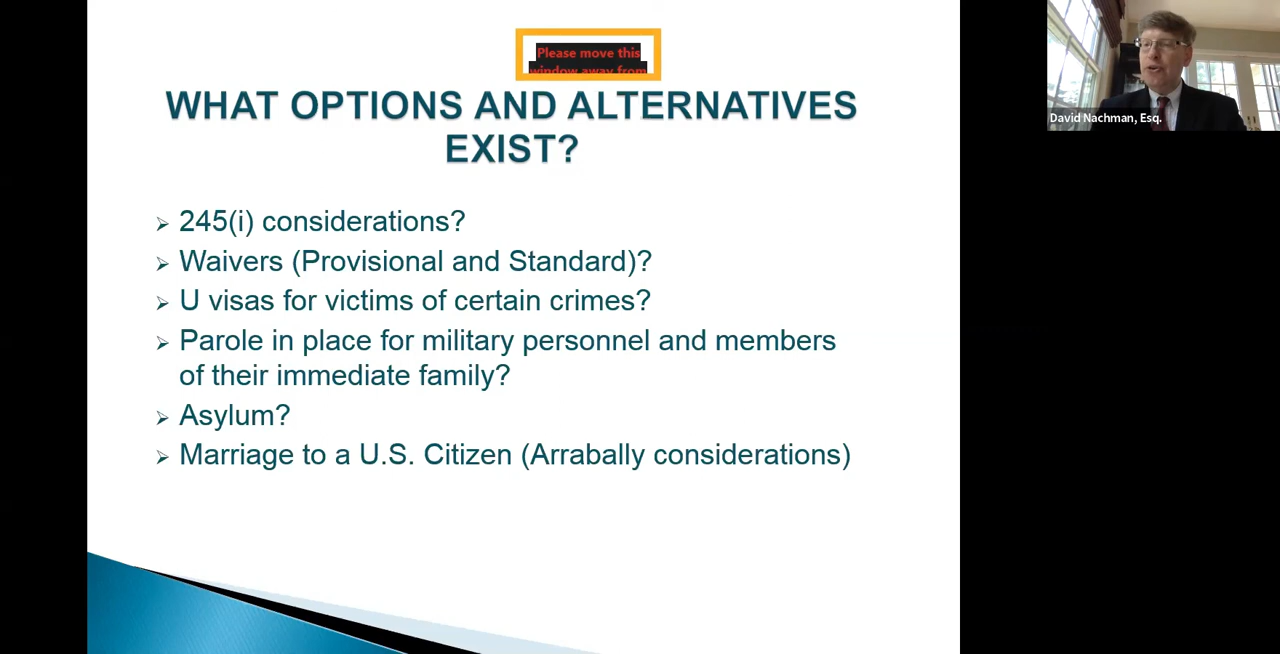 Please move this
window away from
WHAT OPTIONS AND ALTERNATIVES
EXIST?
David Nachman, Esq.
245(i) considerations?
Waivers (Provisional and Standard)?
U visas for victims of certain crimes?
Parole in place for military personnel and members
of their immediate family?
Asylum?
Marriage to a U.S. Citizen (Arrabally considerations)